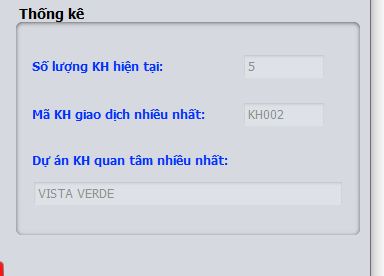 Thống kê
Số lượng KH hiện tại: 5
Mã KH giao dịch nhiều nhất: KH002
Dự án KH quan tâm nhiều nhất:
VISTA VERDE